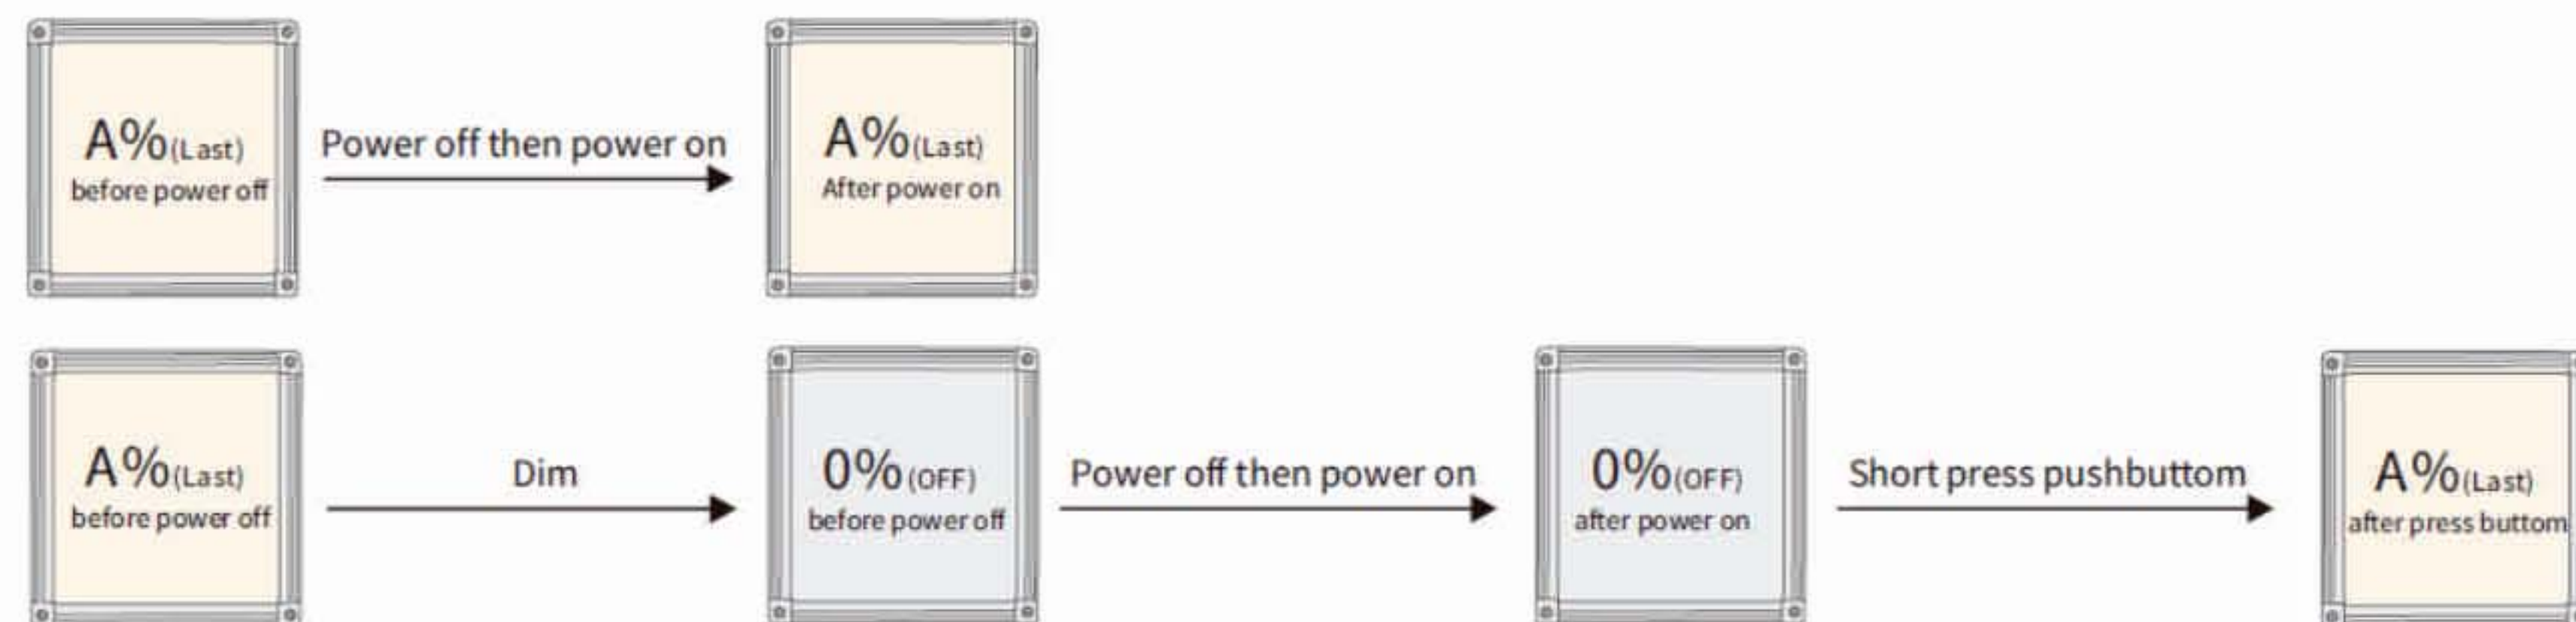 A%(Last)
before power off
Power off then power on
A%(Last)
After power on
A%(Last)
before power off
Dim
0%(OFF)
before power off
Power off then power on
0%(OFF)
after power on
Short press pushbuttom
A%(Last)
after press buttom